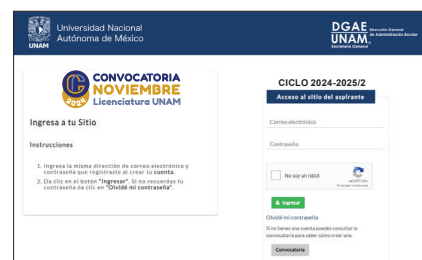 Universidad Nacional
Autónoma de México
UNAM
DGAE
UNAM
Dirección General
de Administración Escolar
Secretaría General
CONVOCATORIA
NOVIEMBRE
2024
Licenciatura UNAM
Ingresa a tu Sitio
Instrucciones
1. Ingresa la misma dirección de correo electrónico y
contraseña que registraste al crear tu cuenta.
2. Da clic en el botón "Ingresar". Si no recuerdas tu
contraseña da clic en "Olvidé mi contraseña".
CICLO 2024-2025/2
Acceso al sitio del aspirante
Correo electrónico
Contraseña
No soy un robot
reCAPTCHA
Ingresar
Olvidé mi contraseña
Si no tienes una cuenta puedes consultar la
convocatoria para saber cómo crear una.
Convocatoria